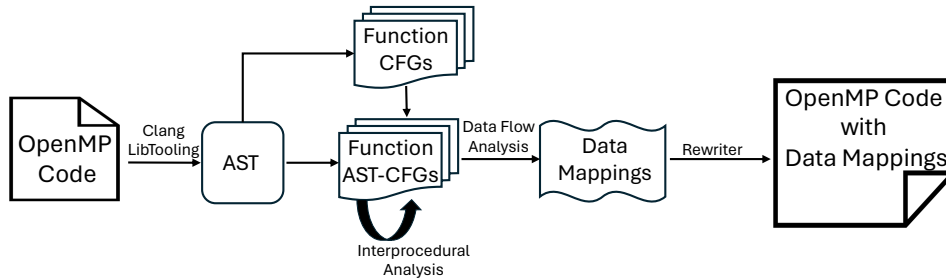 OpenMP
Code
Clang
LibTooling
AST
Function
CFGs
Function
AST-CFGs
Interprocedural
Analysis
Data Flow
Analysis
Data
Mappings
Rewriter
OpenMP Code
with
Data Mappings